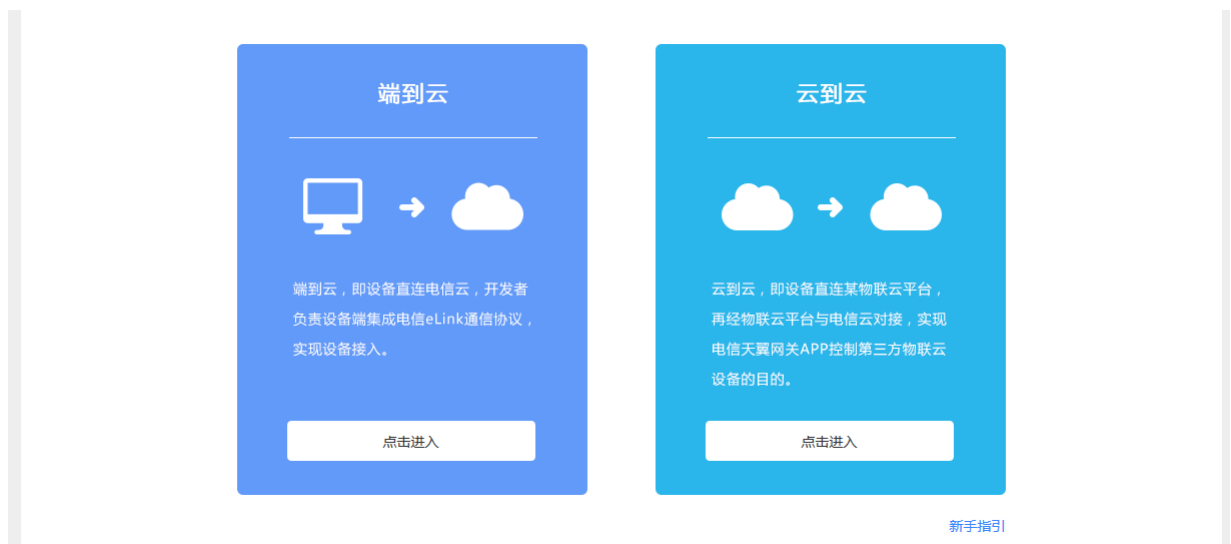 端到云
端到云，即设备直连电信云，开发者
负责设备端集成电信eLink通信协议，
实现设备接入。
点击进入
云到云
云到云，即设备直连某物联云平台，
再经物联云平台与电信云对接，实现
电信天翼网关APP控制第三方物联云
设备的目的。
点击进入
新手指引